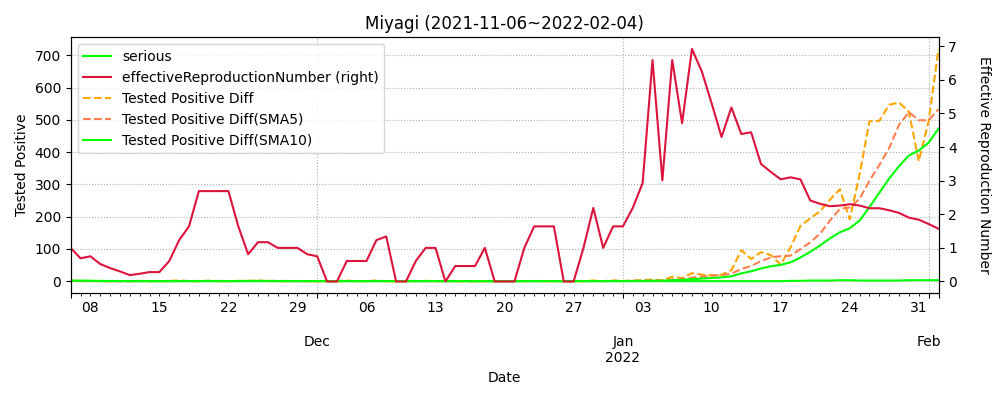 Miyagi (2021-11-06~2022-02-04)
serious
effectiveReproductionNumber (right)
Tested Positive Diff
Tested Positive Diff(SMA5)
Tested Positive Diff(SMA10)
Tested Positive
700
600
500
400
300
200
100
0
7
6
5
4
3
2
1
0
Effective Reproduction Number
08 15 22 29 06 13 20 27 03 10 17 24 31
Dec Jan Feb
2022
Date